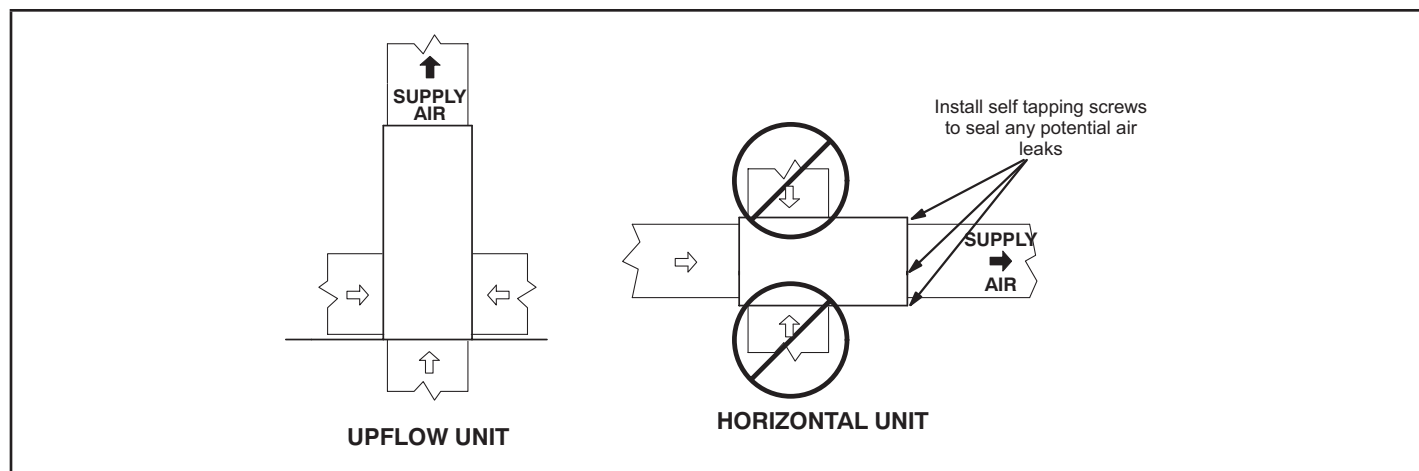 SUPPLY
AIR
UPFLOW UNIT
Install self tapping screws
to seal any potential air
leaks
SUPPLY
AIR
HORIZONTAL UNIT